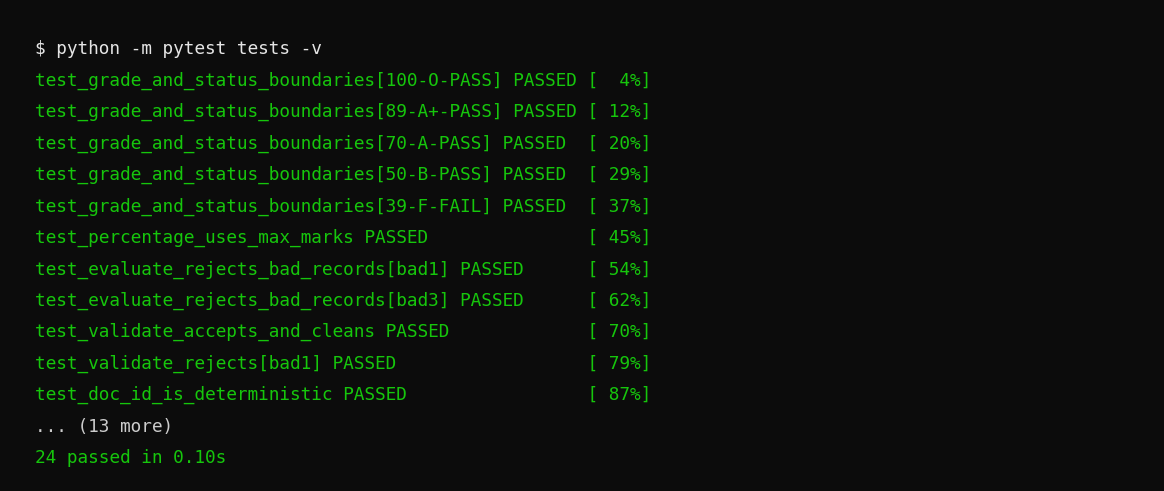 $ python -m pytest tests -v
test_grade_and_status_boundaries[100-O-PASS] PASSED [  4%]
test_grade_and_status_boundaries[89-A+-PASS] PASSED [ 12%]
test_grade_and_status_boundaries[70-A-PASS] PASSED  [ 20%]
test_grade_and_status_boundaries[50-B-PASS] PASSED  [ 29%]
test_grade_and_status_boundaries[39-F-FAIL] PASSED  [ 37%]
test_percentage_uses_max_marks PASSED               [ 45%]
test_evaluate_rejects_bad_records[bad1] PASSED      [ 54%]
test_evaluate_rejects_bad_records[bad3] PASSED      [ 62%]
test_validate_accepts_and_cleans PASSED             [ 70%]
test_validate_rejects[bad1] PASSED                  [ 79%]
test_doc_id_is_deterministic PASSED                 [ 87%]
... (13 more)
24 passed in 0.10s